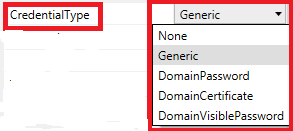 CredentialType Generic
None
Generic
DomainPassword
DomainCertificate
DomainVisiblePassword